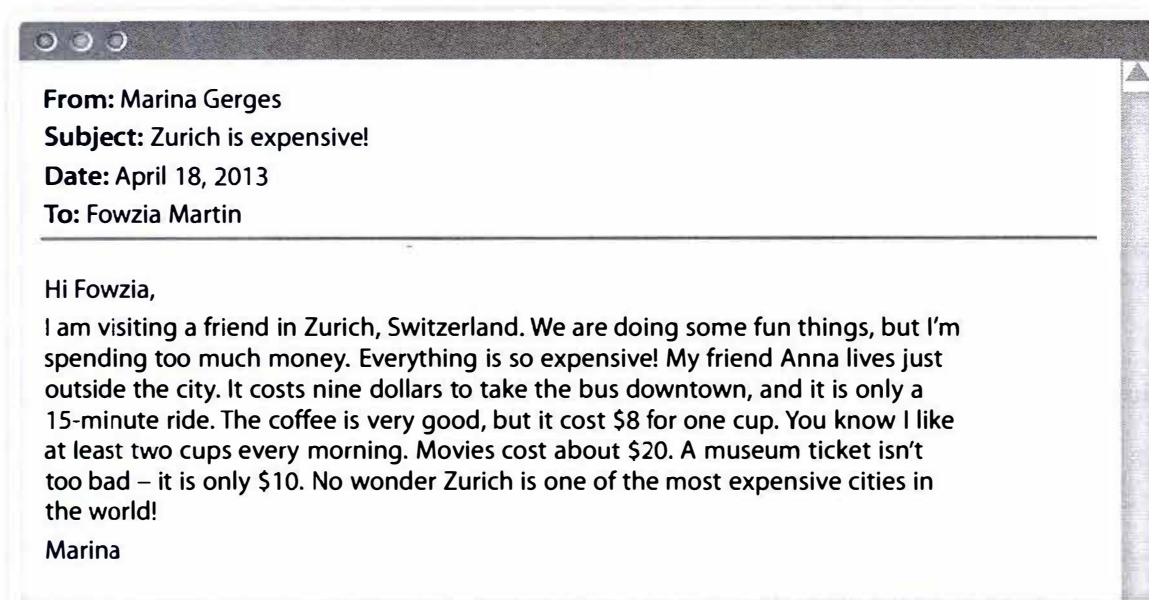 From: Marina Gerges
Subject: Zurich is expensive!
Date: April 18, 2013
To: Fowzia Martin
Hi Fowzia,
I am visiting a friend in Zurich, Switzerland. We are doing some fun things, but I'm
spending too much money. Everything is so expensive! My friend Anna lives just
outside the city. It costs nine dollars to take the bus downtown, and it is only a
15-minute ride. The coffee is very good, but it cost $8 for one cup. You know I like
at least two cups every morning. Movies cost about $20. A museum ticket isn't
too bad – it is only $10. No wonder Zurich is one of the most expensive cities in
the world!
Marina